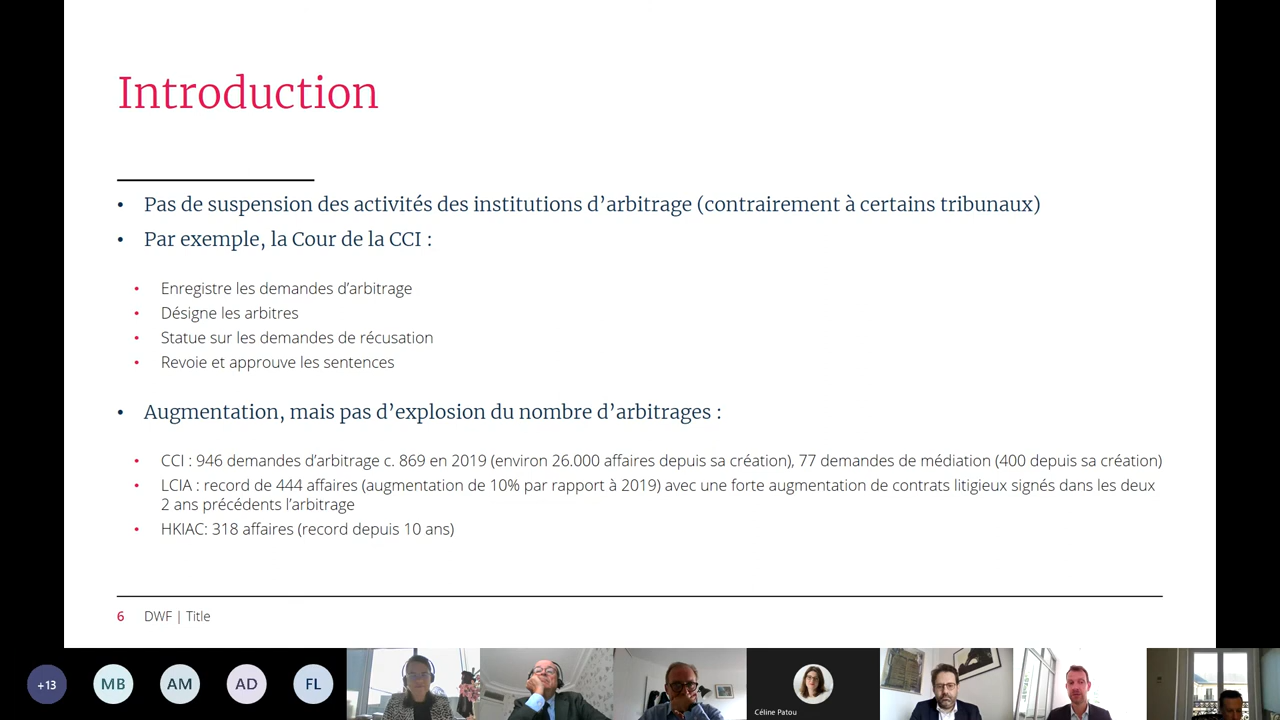 Introduction
• Pas de suspension des activités des institutions d’arbitrage (contrairement à certains tribunaux)
• Par exemple, la Cour de la CCI :
• Enregistre les demandes d’arbitrage
• Désigne les arbitres
• Statue sur les demandes de récusation
• Revoie et approuve les sentences
• Augmentation, mais pas d’explosion du nombre d’arbitrages :
• CCI : 946 demandes d’arbitrage c. 869 en 2019 (environ 26.000 affaires depuis sa création), 77 demandes de médiation (400 depuis sa création)
• LCIA : record de 444 affaires (augmentation de 10% par rapport à 2019) avec une forte augmentation de contrats litigieux signés dans les deux
2 ans précédents l’arbitrage
• HKIAC: 318 affaires (record depuis 10 ans)
6 DWF | Title
+13 MB AM AD FL
Céline Patou